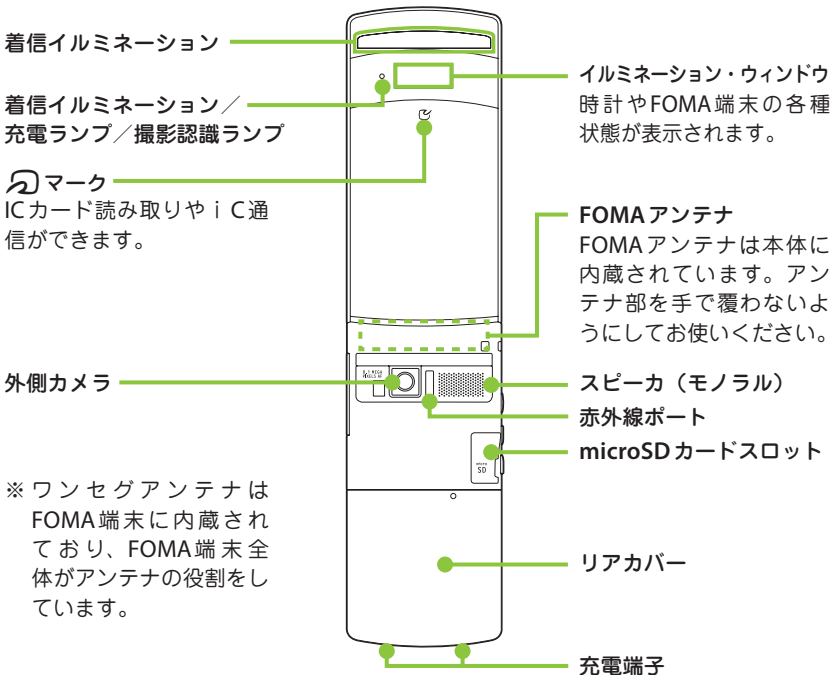 着信イルミネーション
着信イルミネーション／
充電ランプ／撮影認識ランプ
マーク
ICカード読み取りやｉＣ通
信ができます。
外側カメラ
※ワンセグアンテナは
FOMA端末に内蔵され
ており、FOMA端末全
体がアンテナの役割をし
ています。
micro
SD
イルミネーション・ウィンドウ
時計やFOMA端末の各種
状態が表示されます。
FOMAアンテナ
FOMAアンテナは本体に
内蔵されています。アン
テナ部を手で覆わないよ
うにしてお使いください。
スピーカ（モノラル）
赤外線ポート
microSDカードスロット
リアカバー
充電端子